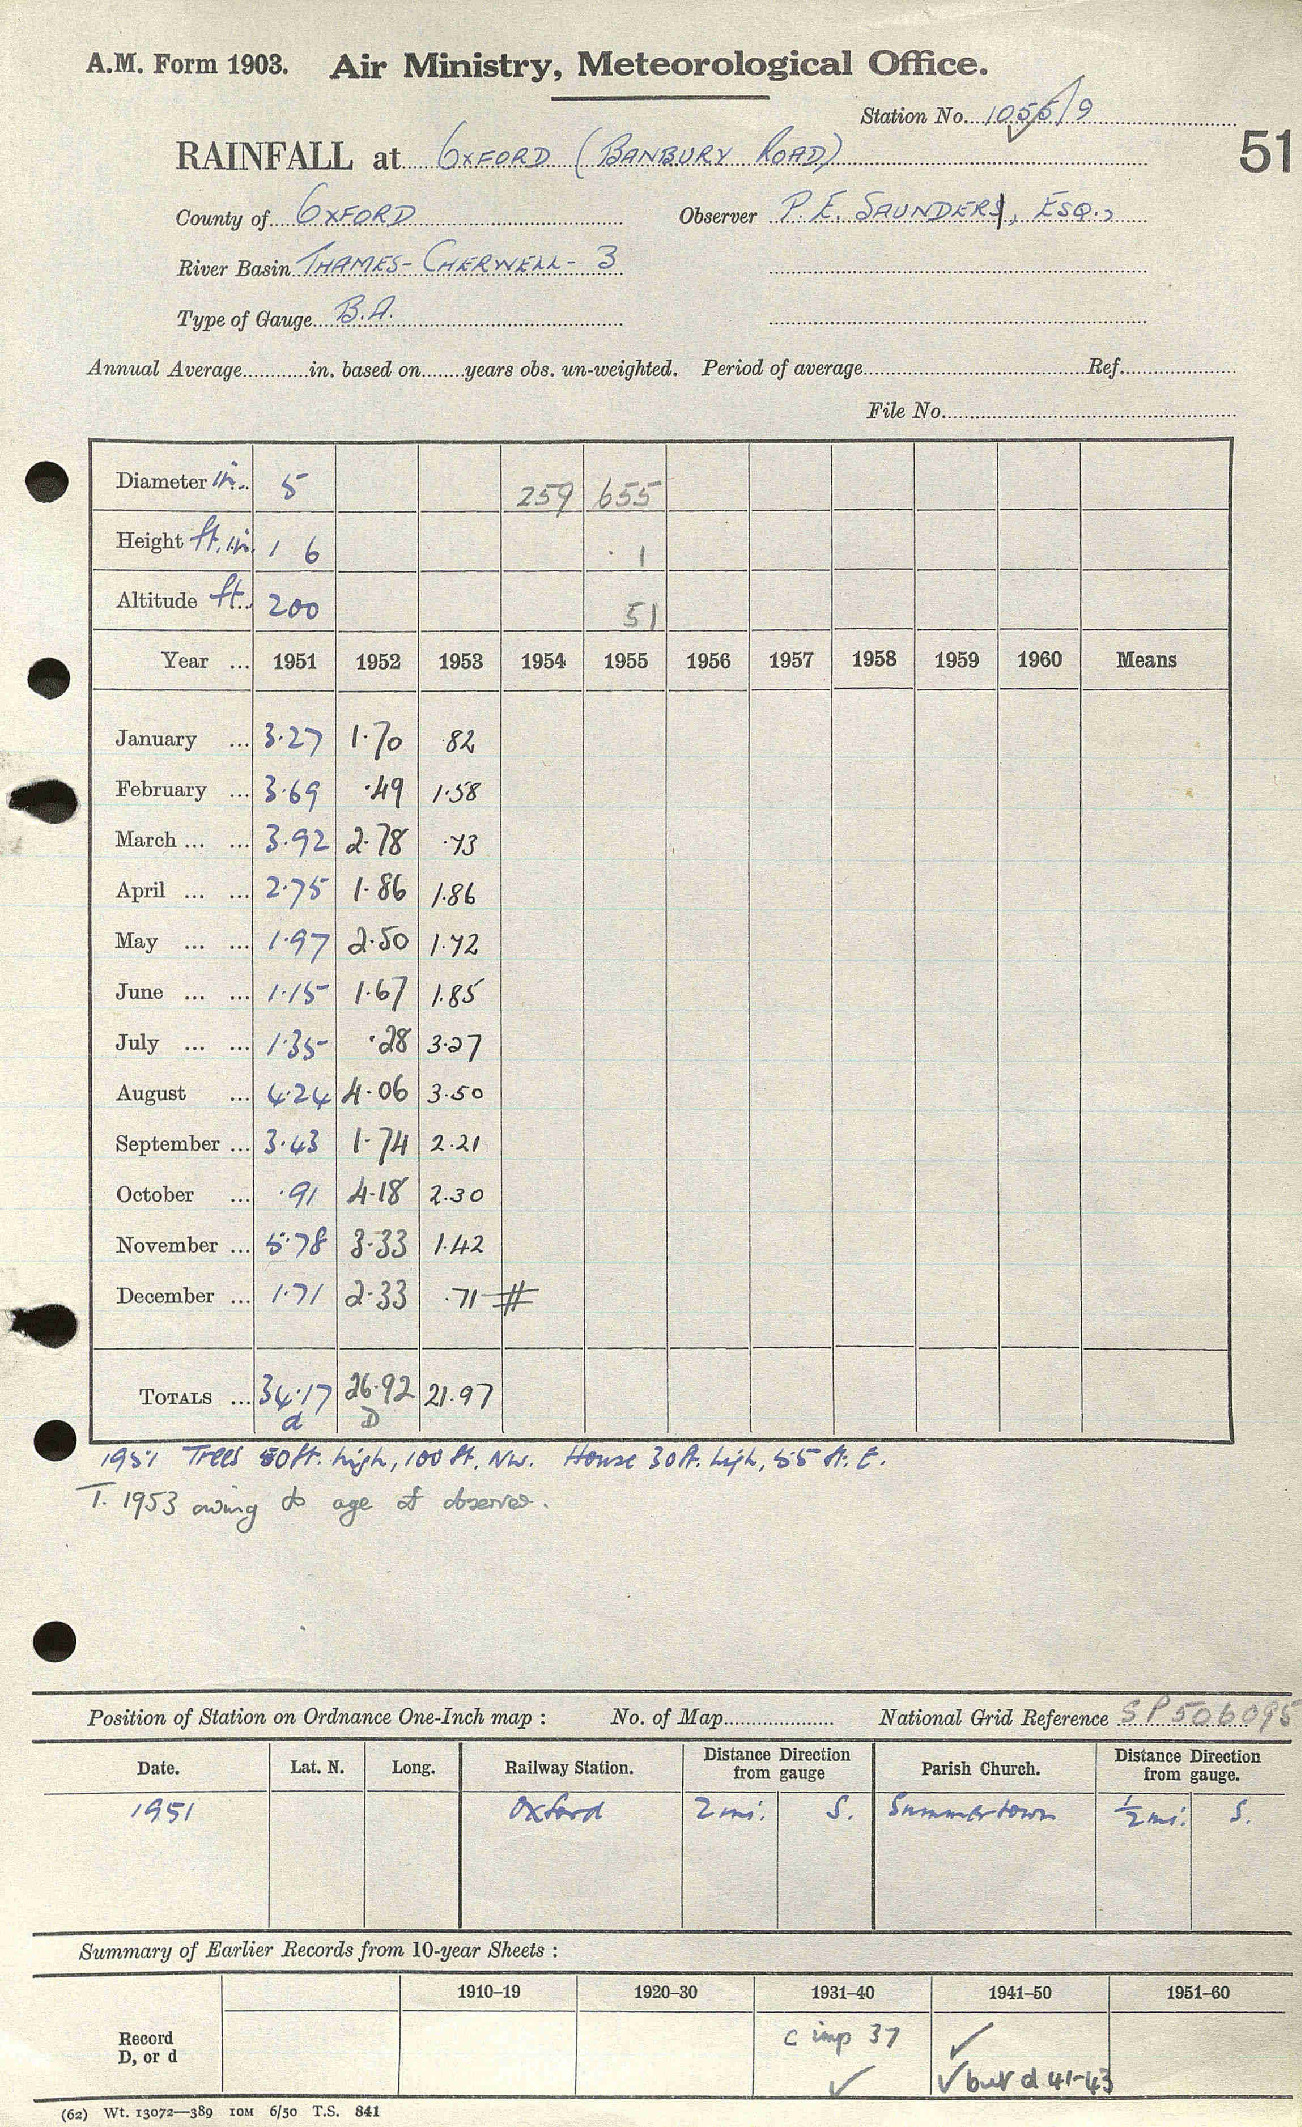 A.M. Form 1903. Air Ministry, Meteorological Office.
Station No. 1055/9
RAINFALL at OXFORD (BANBURY ROAD) 51
County of OXFORD Observer P.E. SAUNDERS, ESQ.,
River Basin THAMES-CHERWELL-3
Type of Gauge B.A.
Annual Average in. based on years obs. un-weighted. Period of average Ref.
File No.
Diameter in. 5 259 655
Height ft. in. 1 6 1
Altitude ft. 200 51
Year ... 1951 1952 1953 1954 1955 1956 1957 1958 1959 1960 Means
January ... 3.27 1.70 .82
February ... 3.69 .49 1.58
March ... ... 3.92 2.78 .73
April ... ... 2.75 1.86 1.86
May ... ... 1.97 2.50 1.72
June ... ... 1.15 1.67 1.85
July ... ... 1.35 .28 3.27
August ... 4.24 4.06 3.50
September ... 3.43 1.74 2.21
October ... .91 4.18 2.30
November ... 5.78 3.33 1.42
December ... 1.71 2.33 .71 #
TOTALS ... 34.17 26.92 21.97
d D
1951 Trees 50ft. high, 100 ft. NW. House 30ft. high, 55 ft. E.
T. 1953 owing to age of observer.
Position of Station on Ordnance One-Inch map : No. of Map National Grid Reference SP506095
Date. Lat. N. Long. Railway Station. Distance Direction from gauge Parish Church. Distance Direction from gauge.
1951 Oxford 2 mi. S. Summertown ½ mi. S.
Summary of Earlier Records from 10-year Sheets :
1910–19 1920–30 1931–40 1941–50 1951–60
Record D, or d c imp 37 ✓
✓ ✓ but d 41-43
(62) Wt. 13072—389 10M 6/50 T.S. 841